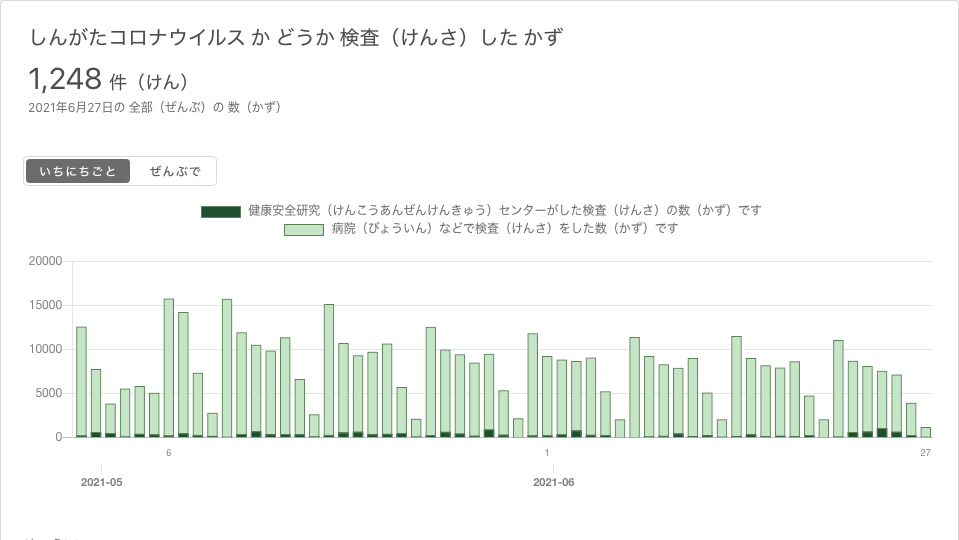 しんがたコロナウイルス か どうか 検査（けんさ）した かず
1,248 件（けん）
2021年6月27日の 全部（ぜんぶ）の 数（かず）
いちにちごと ぜんぶで
健康安全研究（けんこうあんぜんけんきゅう）センターがした検査（けんさ）の数（かず）です
病院（びょういん）などで検査（けんさ）をした数（かず）です
20000
15000
10000
5000
0
6 1 27
2021-05 2021-06